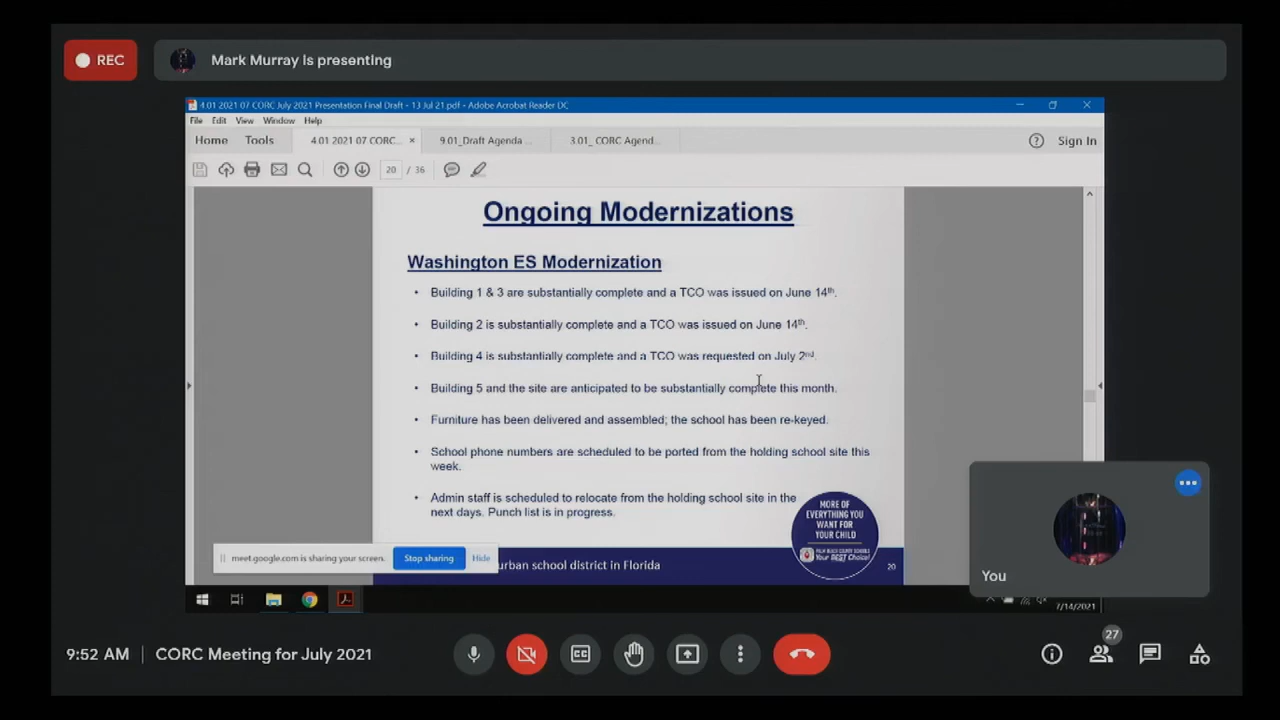 REC
Mark Murray Is presenting
4.01 2021 07 CORC July 2021 Presentation Final Draft - 13 Jul 21.pdf - Adobe Acrobat Reader DC
File Edit View Window Help
Home Tools 4.01 2021 07 CORC... × 9.01_Draft Agenda ... 3.01_ CORC Agend... Sign In
20 / 36
Ongoing Modernizations
Washington ES Modernization
• Building 1 & 3 are substantially complete and a TCO was issued on June 14th.
• Building 2 is substantially complete and a TCO was issued on June 14th.
• Building 4 is substantially complete and a TCO was requested on July 2nd.
• Building 5 and the site are anticipated to be substantially complete this month.
• Furniture has been delivered and assembled; the school has been re-keyed.
• School phone numbers are scheduled to be ported from the holding school site this
week.
• Admin staff is scheduled to relocate from the holding school site in the
next days. Punch list is in progress.
MORE OF
EVERYTHING YOU
WANT FOR
YOUR CHILD
PALM BEACH COUNTY SCHOOLS
Your BEST Choice!
meet.google.com is sharing your screen. Stop sharing Hide
urban school district in Florida
20
You
7/14/2021
9:52 AM | CORC Meeting for July 2021
27